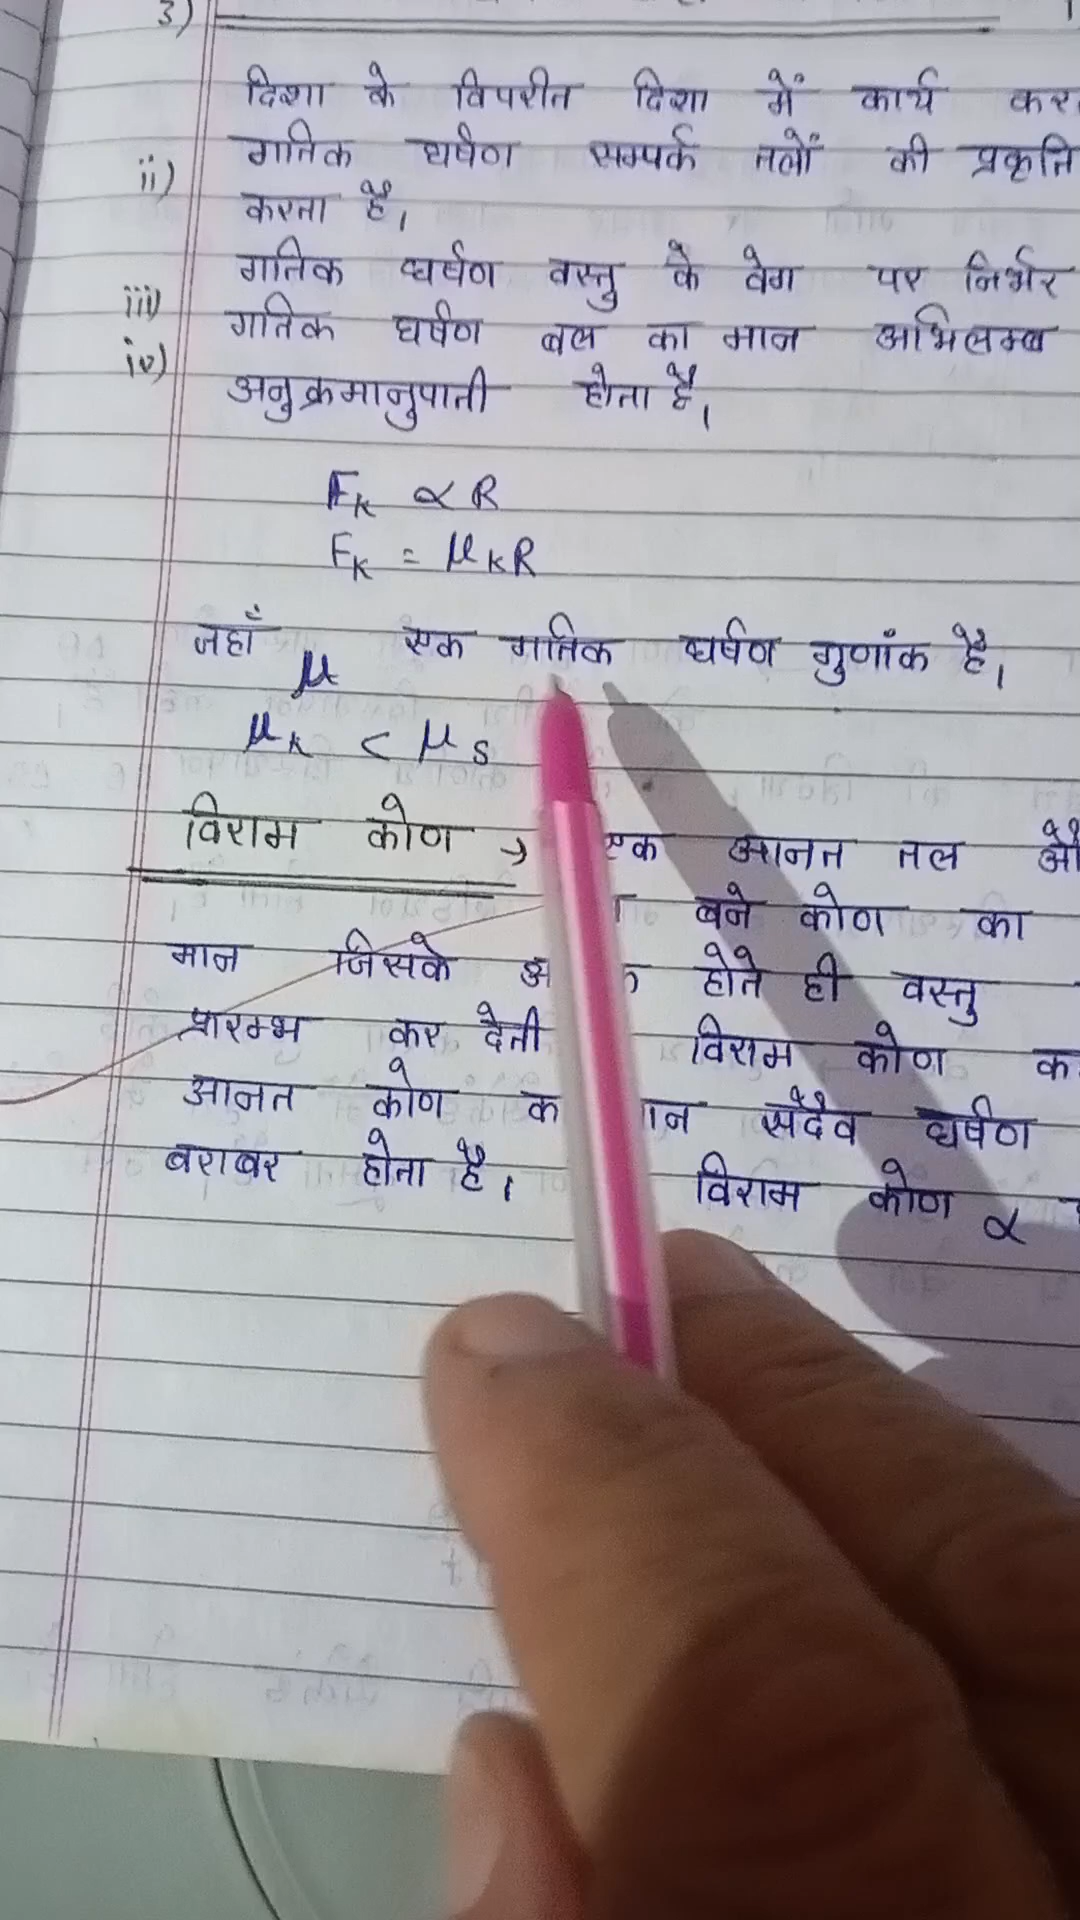 3)
दिशा के विपरीत दिशा में कार्य
ii) गतिक घर्षण सम्पर्क तलों की प्रकृति
करता है।
iii) गतिक घर्षण वस्तु के वेग पर निर्भर
iv) गतिक घर्षण बल का मान अभिलम्ब
अनुक्रमानुपाती होता है।
Fk ∝ R
Fk = μkR
जहाँ μ एक गतिक घर्षण गुणांक है।
μk < μs
विराम कोण → एक आनत तल
बने कोण का
मान जिसके होते ही वस्तु
प्रारम्भ कर देती विराम कोण
आनत कोण सदैव घर्षण
बराबर होता है। विराम कोण α